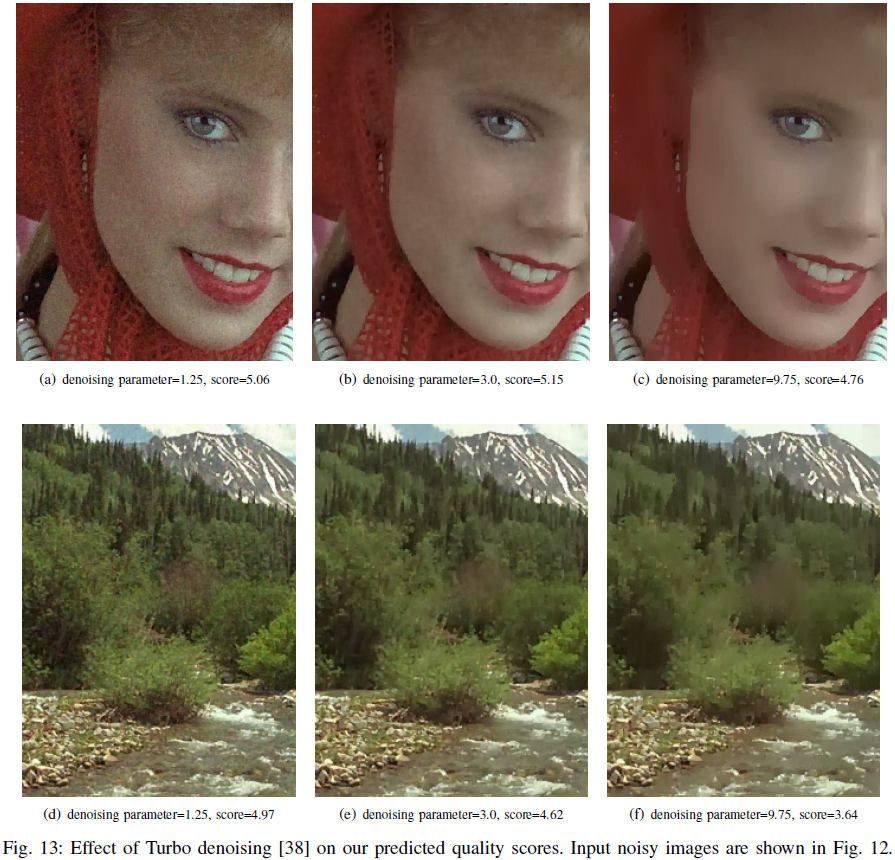 (a) denoising parameter=1.25, score=5.06
(b) denoising parameter=3.0, score=5.15
(c) denoising parameter=9.75, score=4.76
(d) denoising parameter=1.25, score=4.97
(e) denoising parameter=3.0, score=4.62
(f) denoising parameter=9.75, score=3.64
Fig. 13: Effect of Turbo denoising [38] on our predicted quality scores. Input noisy images are shown in Fig. 12.